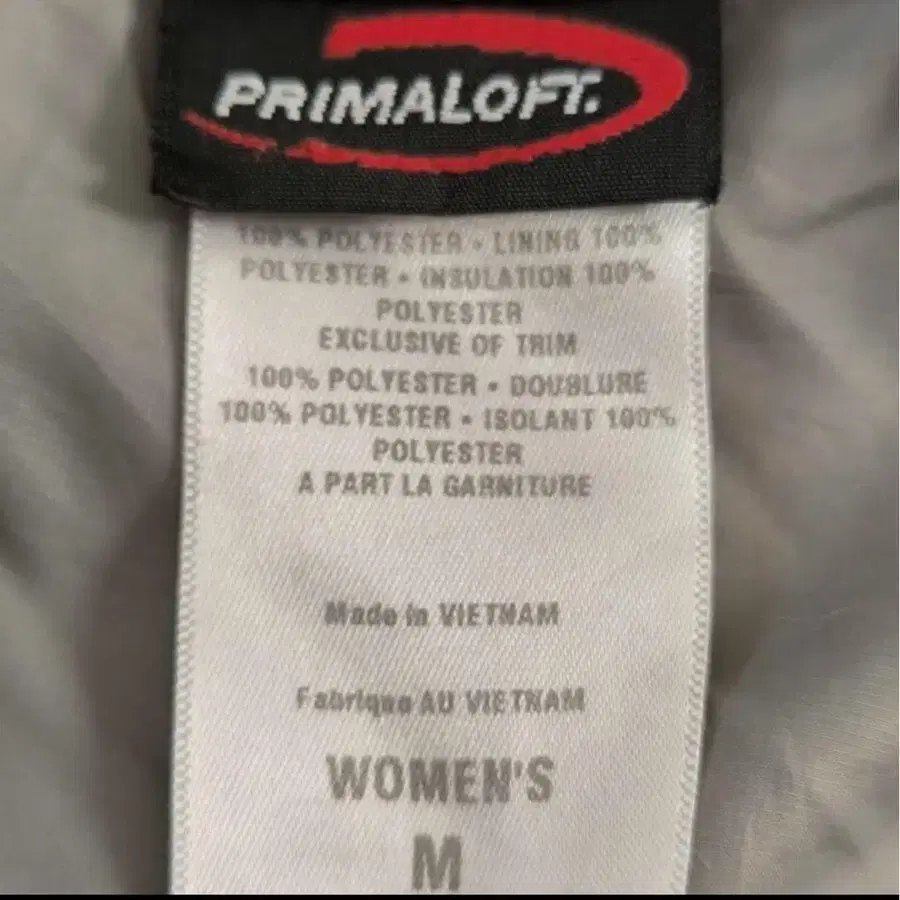 PRIMALOFT.
100% POLYESTER • LINING 100%
POLYESTER • INSULATION 100%
POLYESTER
EXCLUSIVE OF TRIM
100% POLYESTER • DOUBLURE
100% POLYESTER • ISOLANT 100%
POLYESTER
A PART LA GARNITURE
Made in VIETNAM
Fabrique AU VIETNAM
WOMEN'S
M